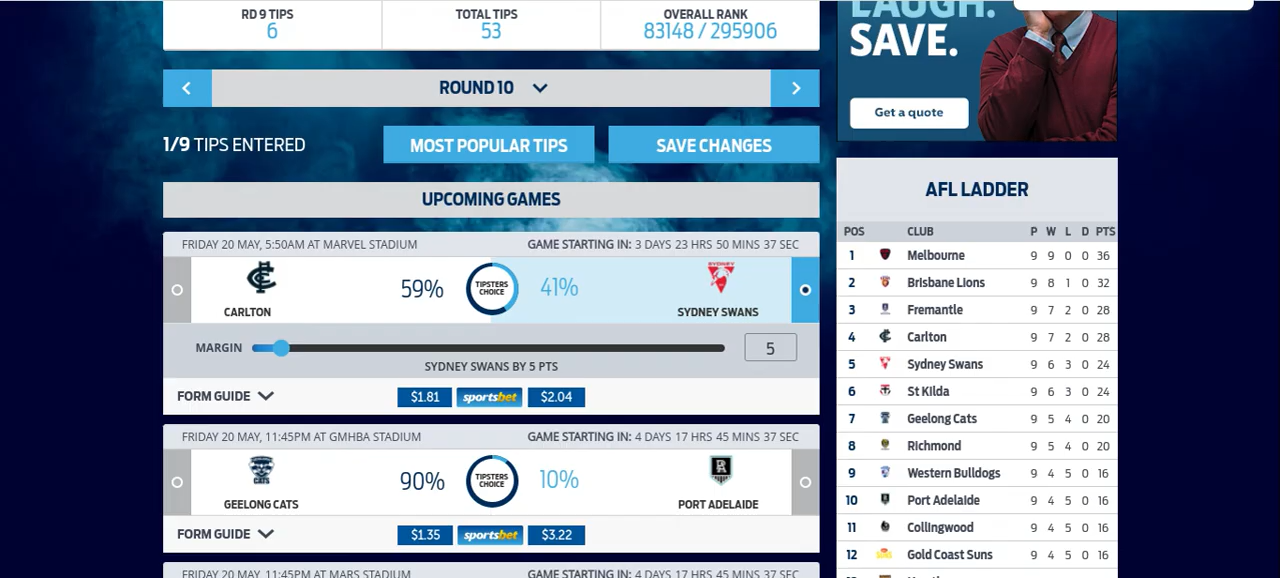 RD 9 TIPS
6
TOTAL TIPS
53
OVERALL RANK
83148 / 295906
ROUND 10
1/9 TIPS ENTERED
MOST POPULAR TIPS
SAVE CHANGES
UPCOMING GAMES
FRIDAY 20 MAY, 5:50AM AT MARVEL STADIUM
GAME STARTING IN: 3 DAYS 23 HRS 50 MINS 37 SEC
CARLTON
59%
TIPSTERS
CHOICE
41%
SYDNEY
SYDNEY SWANS
MARGIN
5
SYDNEY SWANS BY 5 PTS
FORM GUIDE
$1.81
sportsbet
$2.04
FRIDAY 20 MAY, 11:45PM AT GMHBA STADIUM
GAME STARTING IN: 4 DAYS 17 HRS 45 MINS 37 SEC
CATS
GEELONG CATS
90%
TIPSTERS
CHOICE
10%
PORT ADELAIDE
FORM GUIDE
$1.35
sportsbet
$3.22
FRIDAY 20 MAY, 11:45PM AT MARS STADIUM
GAME STARTING IN: 4 DAYS 17 HRS 45 MINS 37 SEC
LAUGH.
SAVE.
Get a quote
AFL LADDER
POS CLUB P W L D PTS
1 Melbourne 9 9 0 0 36
2 Brisbane Lions 9 8 1 0 32
3 Fremantle 9 7 2 0 28
4 Carlton 9 7 2 0 28
5 Sydney Swans 9 6 3 0 24
6 St Kilda 9 6 3 0 24
7 Geelong Cats 9 5 4 0 20
8 Richmond 9 5 4 0 20
9 Western Bulldogs 9 4 5 0 16
10 Port Adelaide 9 4 5 0 16
11 Collingwood 9 4 5 0 16
12 Gold Coast Suns 9 4 5 0 16